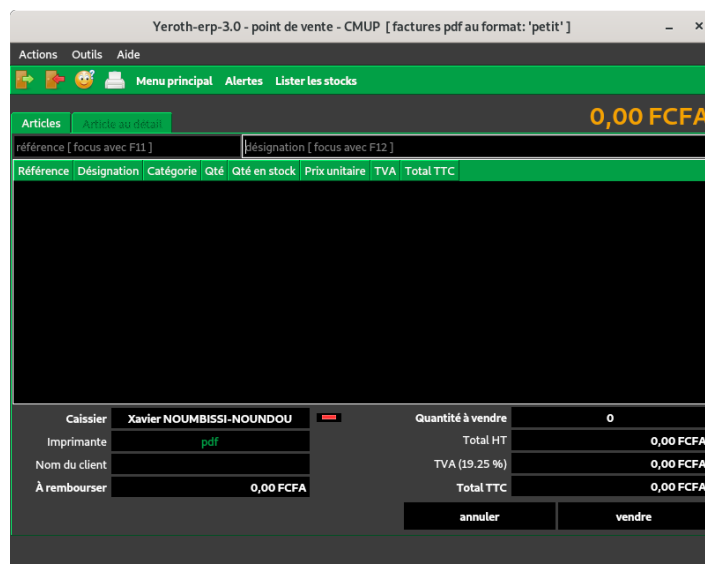 Yeroth-erp-3.0 - point de vente - CMUP [ factures pdf au format: 'petit' ]
Actions Outils Aide
Menu principal Alertes Lister les stocks
0,00 FCFA
Articles Article au détail
référence [ focus avec F11 ] désignation [ focus avec F12 ]
Référence Désignation Catégorie Qté Qté en stock Prix unitaire TVA Total TTC
Caissier Xavier NOUMBISSI-NOUNDOU Quantité à vendre 0
Imprimante pdf Total HT 0,00 FCFA
Nom du client TVA (19.25 %) 0,00 FCFA
À rembourser 0,00 FCFA Total TTC 0,00 FCFA
annuler vendre